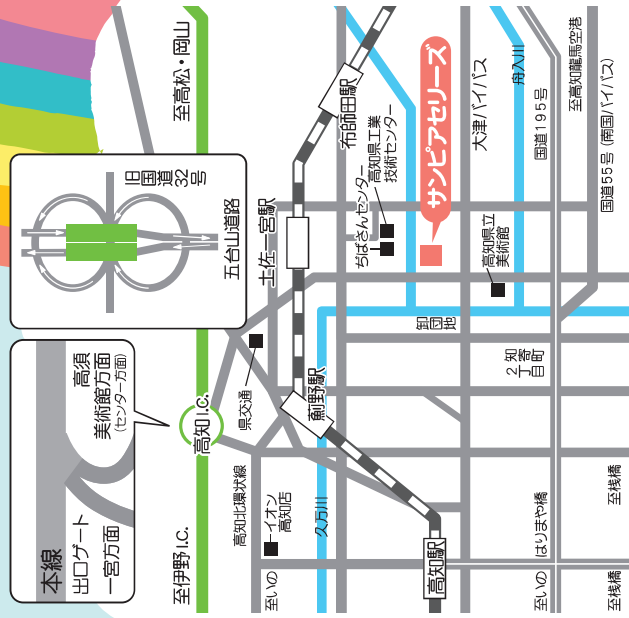 至高松・岡山
旧国道32号
五台山道路
本線
出口ゲート
一宮方面
高須
美術館方面
(センター方面)
高知I.C.
至伊野I.C.
県交通
土佐一宮駅
布師田駅
薊野駅
高知駅
高知北環状線
イオン
高知店
久万川
至いの
ちばさんセンター
高知県工業
技術センター
サンピアセリーズ
大津バイパス
舟入川
国道195号
至高知龍馬空港
国道55号(南国バイパス)
高知県立
美術館
卸団地
知寄町
2丁目
はりまや橋
至いの
至桟橋
至桟橋